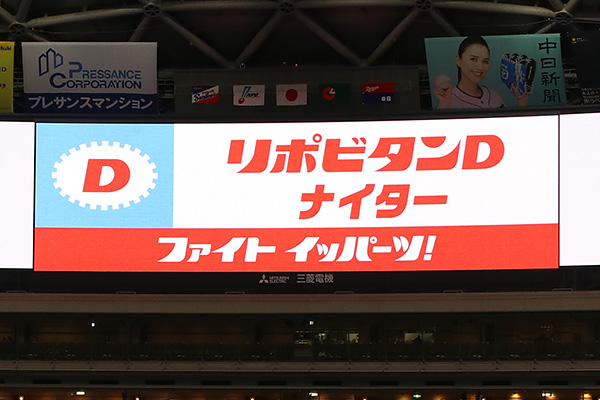 PRESSANCE
CORPORATION
プレサンスマンション
中日新聞
D
リポビタンD
ナイター
ファイト イッパーツ!
MITSUBISHI
ELECTRIC
三菱電機